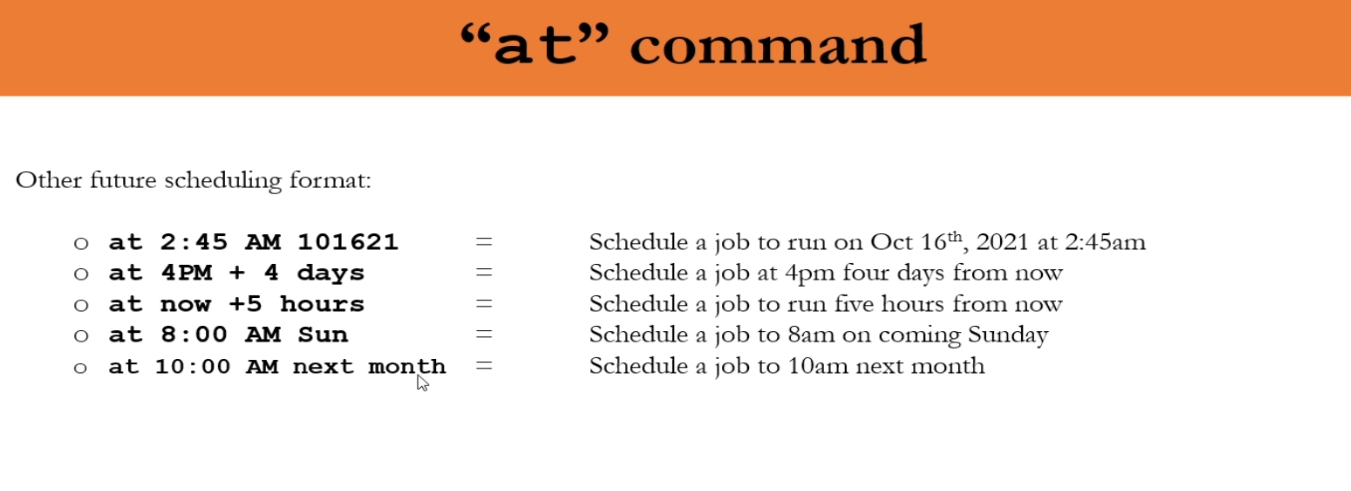 “at” command
Other future scheduling format:
o at 2:45 AM 101621 = Schedule a job to run on Oct 16th, 2021 at 2:45am
o at 4PM + 4 days = Schedule a job at 4pm four days from now
o at now +5 hours = Schedule a job to run five hours from now
o at 8:00 AM Sun = Schedule a job to 8am on coming Sunday
o at 10:00 AM next month = Schedule a job to 10am next month